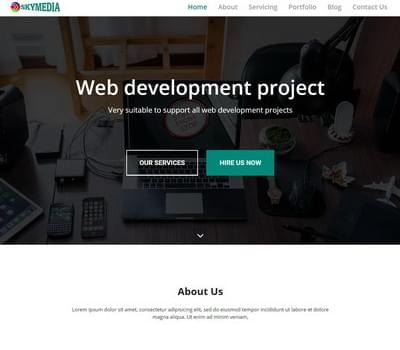 SKYMEDIA
Home About Servicing Portfolio Blog Contact Us
Web development project
Very suitable to support all web development projects
OUR SERVICES HIRE US NOW
About Us
Lorem ipsum dolor sit amet, consectetur adipiscing elit, sed do eiusmod tempor incididunt ut labore et dolore
magna aliqua. Ut enim ad minim veniam,